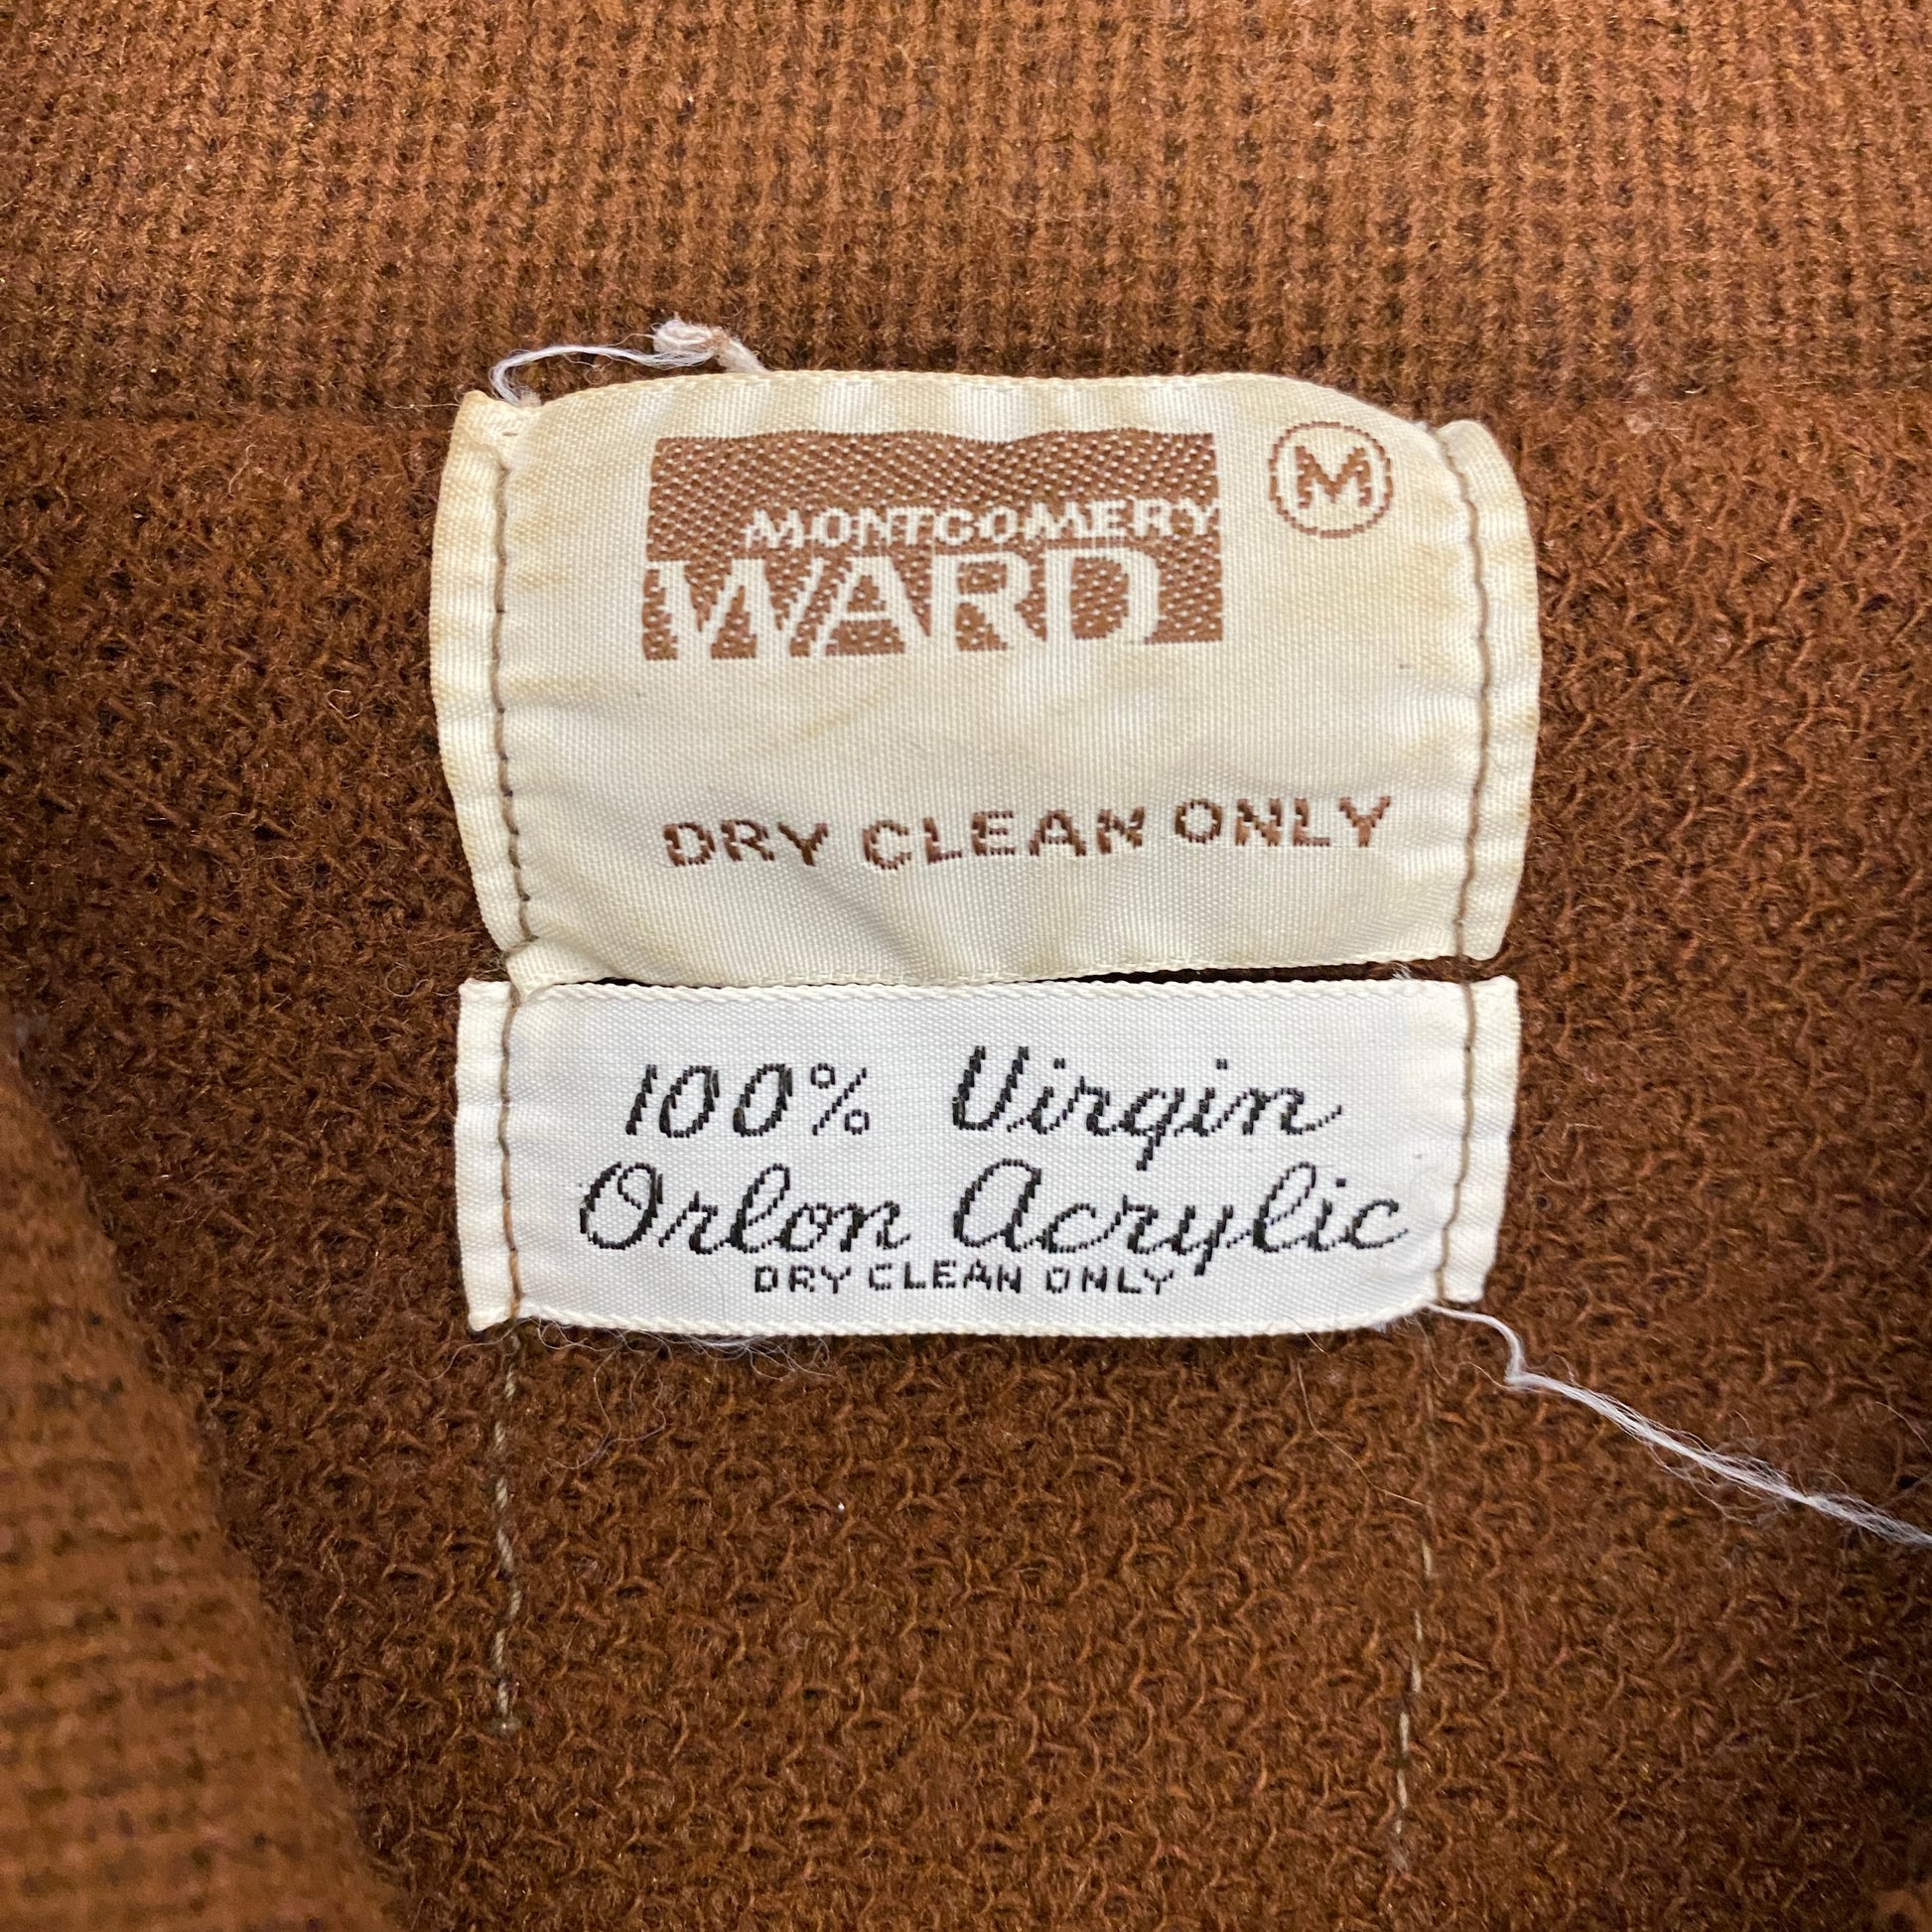 MONTGOMERY
WARD
M
DRY CLEAN ONLY
100% Virgin
Orlon Acrylic
DRY CLEAN ONLY